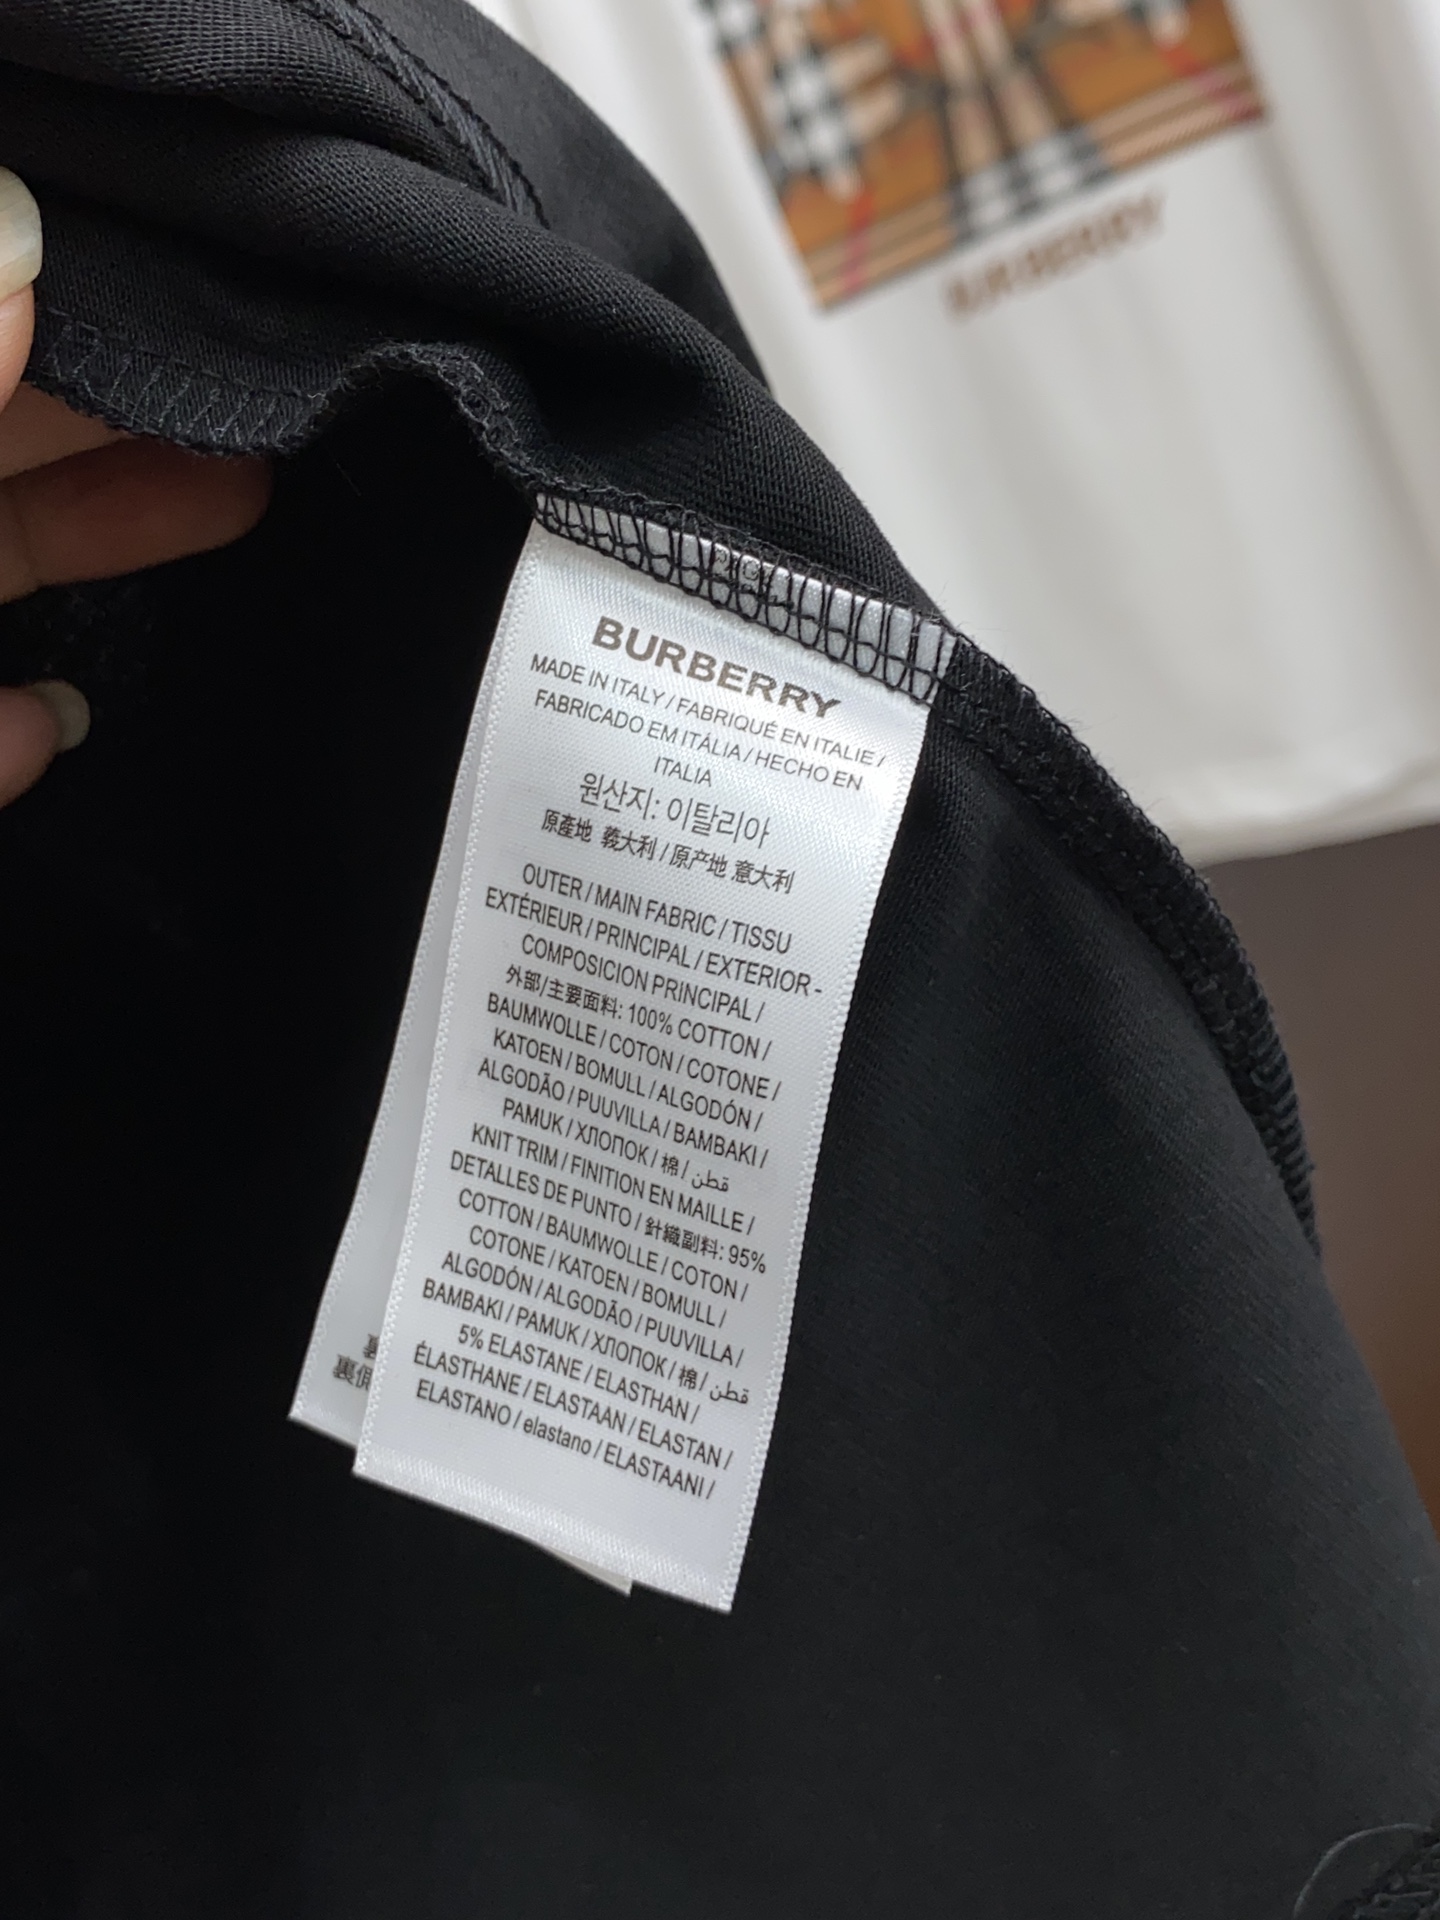 BURBERRY
BURBERRY
MADE IN ITALY / FABRIQUÉ EN ITALIE /
FABRICADO EM ITÁLIA / HECHO EN
ITALIA
원산지: 이탈리아
原產地 義大利 / 原产地 意大利
OUTER / MAIN FABRIC / TISSU
EXTÉRIEUR / PRINCIPAL / EXTERIOR -
COMPOSICION PRINCIPAL /
外部/主要面料: 100% COTTON /
BAUMWOLLE / COTON / COTONE /
KATOEN / BOMULL / ALGODÓN /
ALGODÃO / PUUVILLA / BAMBAKI /
PAMUK / ХЛОПОК / 棉 / قطن
KNIT TRIM / FINITION EN MAILLE /
DETALLES DE PUNTO / 針織副料: 95%
COTTON / BAUMWOLLE / COTON /
COTONE / KATOEN / BOMULL /
ALGODÓN / ALGODÃO / PUUVILLA /
BAMBAKI / PAMUK / ХЛОПОК / 棉 / قطن
5% ELASTANE / ELASTHAN /
ÉLASTHANE / ELASTAAN / ELASTAN /
ELASTANO / elastano / ELASTAANI /